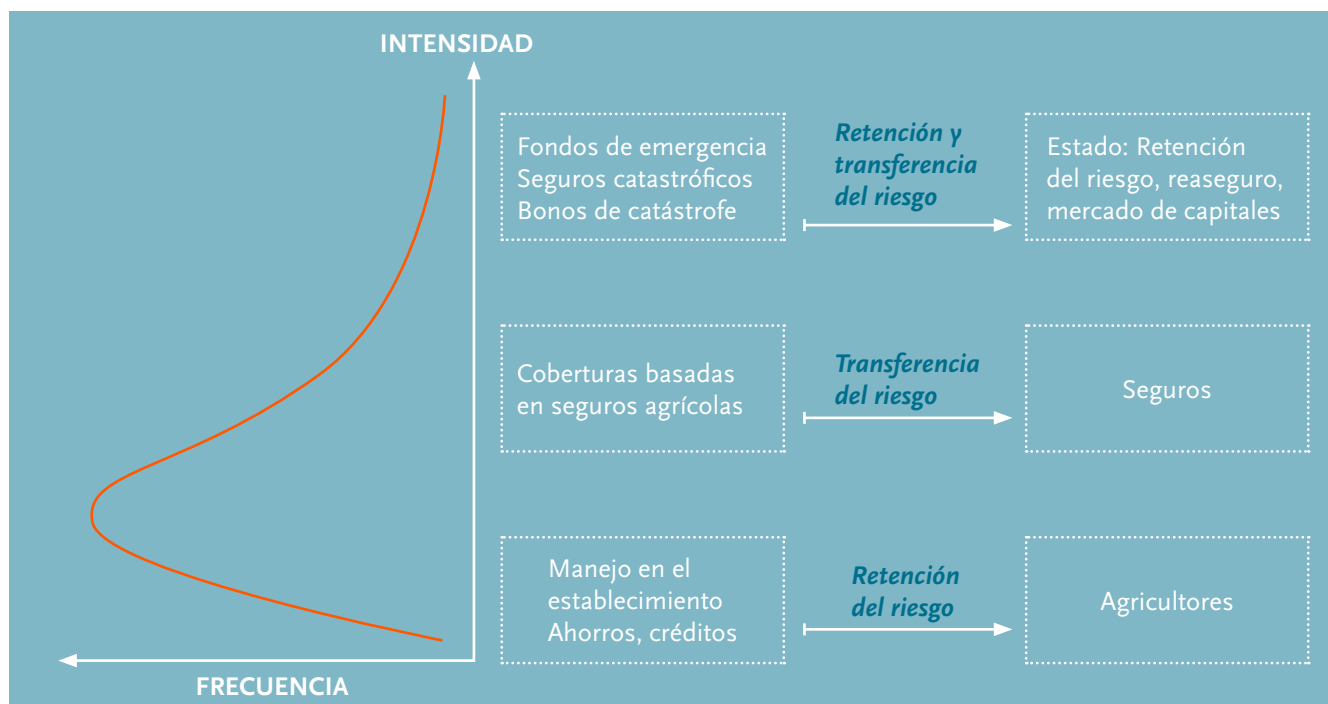 INTENSIDAD
Fondos de emergencia
Seguros catastróficos
Bonos de catástrofe
Retención y
transferencia
del riesgo
Estado: Retención
del riesgo, reaseguro,
mercado de capitales
Coberturas basadas
en seguros agrícolas
Transferencia
del riesgo
Seguros
Manejo en el
establecimiento
Ahorros, créditos
Retención
del riesgo
Agricultores
FRECUENCIA